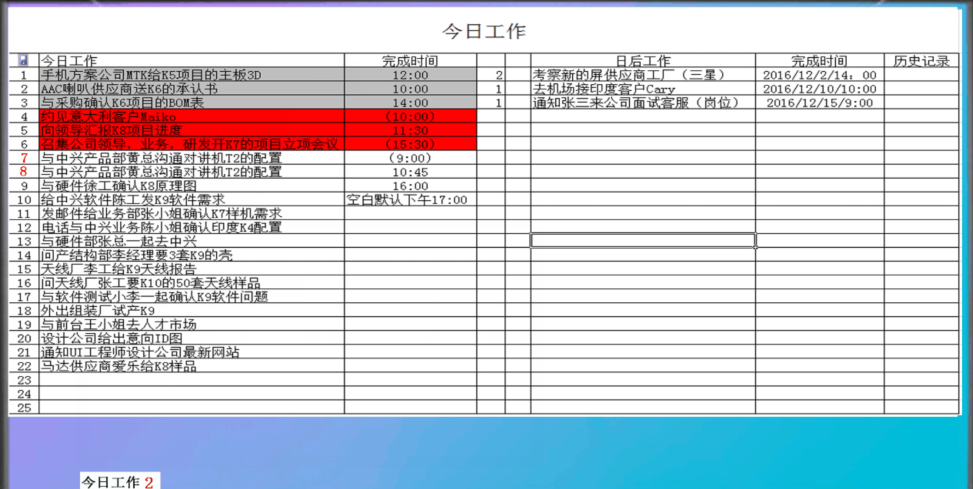 今日工作
今日工作 完成时间 日后工作 完成时间 历史记录
1 手机方案公司MTK给K5项目的主板3D 12:00 2 考察新的屏供应商工厂（三星） 2016/12/2/14：00
2 AAC喇叭供应商送K6的承认书 10:00 1 去机场接印度客户Cary 2016/12/10/10:00
3 与采购确认K6项目的BOM表 14:00 1 通知张三来公司面试客服（岗位） 2016/12/15/9:00
4 约见意大利客户Maiko (10:00)
5 向领导汇报K8项目进度 11:30
6 召集公司领导、业务、研发开K7的项目立项会议 (15:30)
7 与中兴产品部黄总沟通对讲机T2的配置 (9:00)
8 与中兴产品部黄总沟通对讲机T2的配置 10:45
9 与硬件徐工确认K8原理图 16:00
10 给中兴软件陈工发K9软件需求 空白默认下午17:00
11 发邮件给业务部张小姐确认K7样机需求
12 电话与中兴业务陈小姐确认印度K4配置
13 与硬件部张总一起去中兴
14 问产结构部李经理要3套K9的壳
15 天线厂李工给K9天线报告
16 问天线厂张工要K10的50套天线样品
17 与软件测试小李一起确认K9软件问题
18 外出组装厂试产K9
19 与前台王小姐去人才市场
20 设计公司给出意向ID图
21 通知UI工程师设计公司最新网站
22 马达供应商爱乐给K8样品
23
24
25
今日工作 2